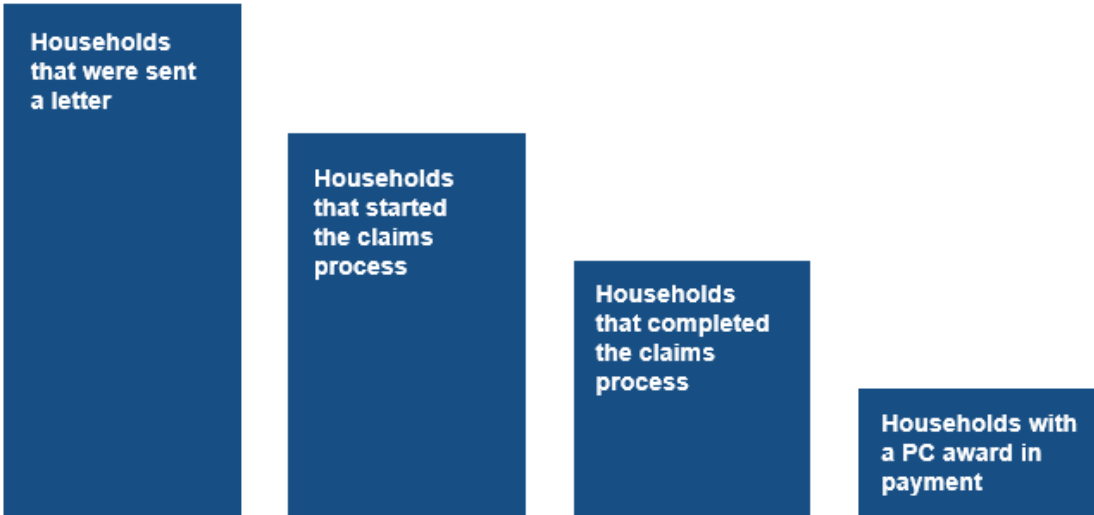 Households
that were sent
a letter
Households
that started
the claims
process
Households
that completed
the claims
process
Households with
a PC award in
payment